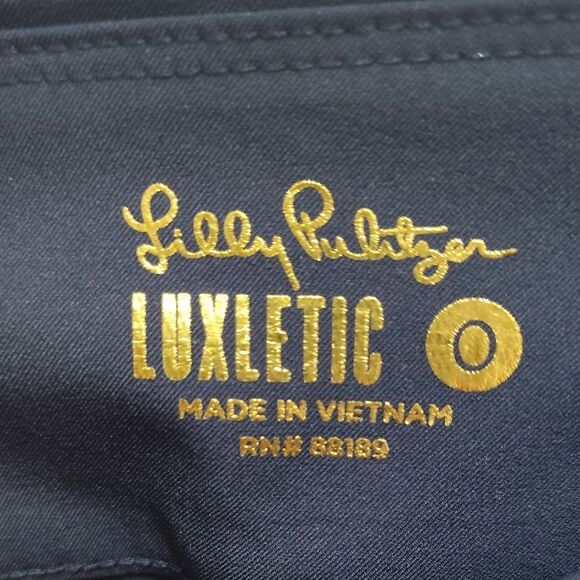 Lilly Pulitzer
LUXLETIC 0
MADE IN VIETNAM
RN# 88189